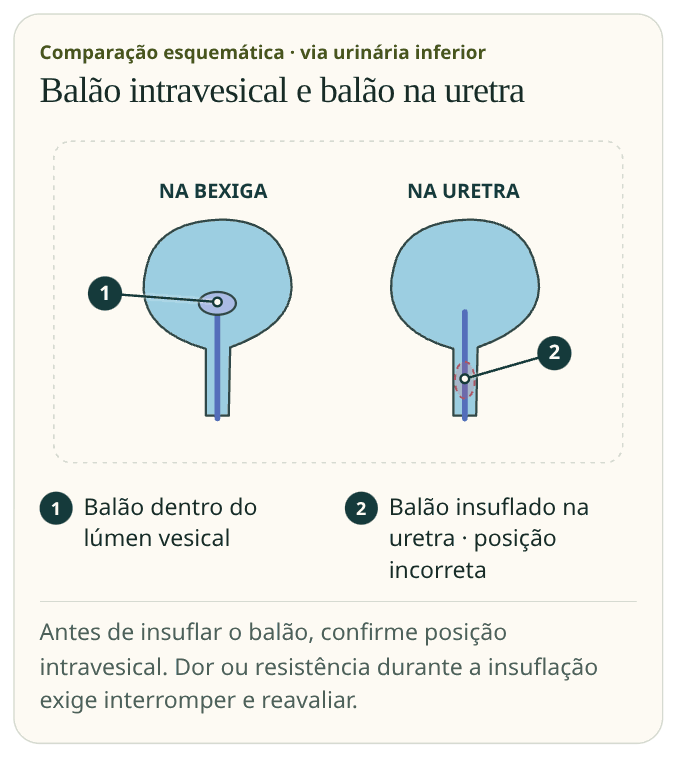 Comparação esquemática · via urinária inferior
Balão intravesical e balão na uretra
NA BEXIGA
NA URETRA
1
2
1 Balão dentro do
lúmen vesical
2 Balão insuflado na
uretra · posição
incorreta
Antes de insuflar o balão, confirme posição
intravesical. Dor ou resistência durante a insuflação
exige interromper e reavaliar.